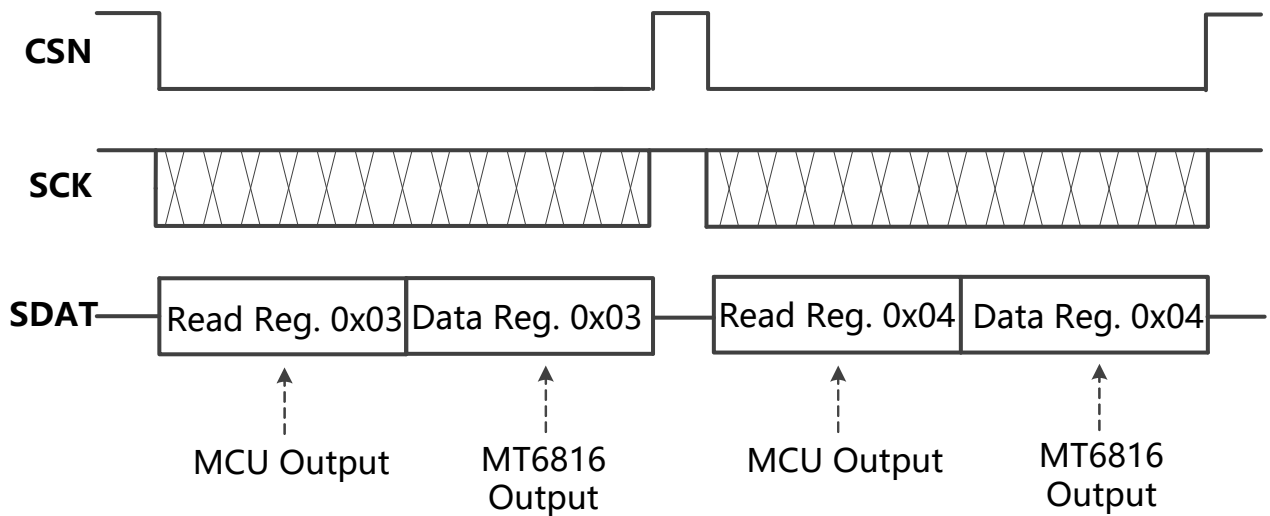 CSN
SCK
SDAT
Read Reg. 0x03 Data Reg. 0x03 Read Reg. 0x04 Data Reg. 0x04
MCU Output
MT6816
Output
MCU Output
MT6816
Output